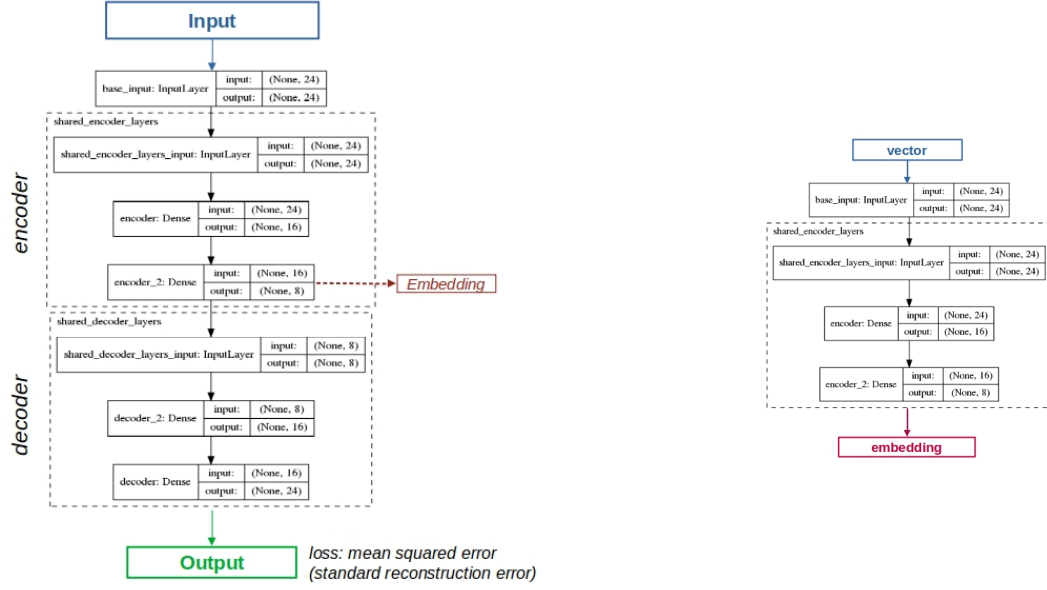 Input
base_input: InputLayer
input: (None, 24)
output: (None, 24)
shared_encoder_layers
shared_encoder_layers_input: InputLayer
input: (None, 24)
output: (None, 24)
encoder
encoder: Dense
input: (None, 24)
output: (None, 16)
encoder_2: Dense
input: (None, 16)
output: (None, 8)
Embedding
shared_decoder_layers
shared_decoder_layers_input: InputLayer
input: (None, 8)
output: (None, 8)
decoder
decoder_2: Dense
input: (None, 8)
output: (None, 16)
decoder: Dense
input: (None, 16)
output: (None, 24)
Output
loss: mean squared error
(standard reconstruction error)
vector
base_input: InputLayer
input: (None, 24)
output: (None, 24)
shared_encoder_layers
shared_encoder_layers_input: InputLayer
input: (None, 24)
output: (None, 24)
encoder: Dense
input: (None, 24)
output: (None, 16)
encoder_2: Dense
input: (None, 16)
output: (None, 8)
embedding